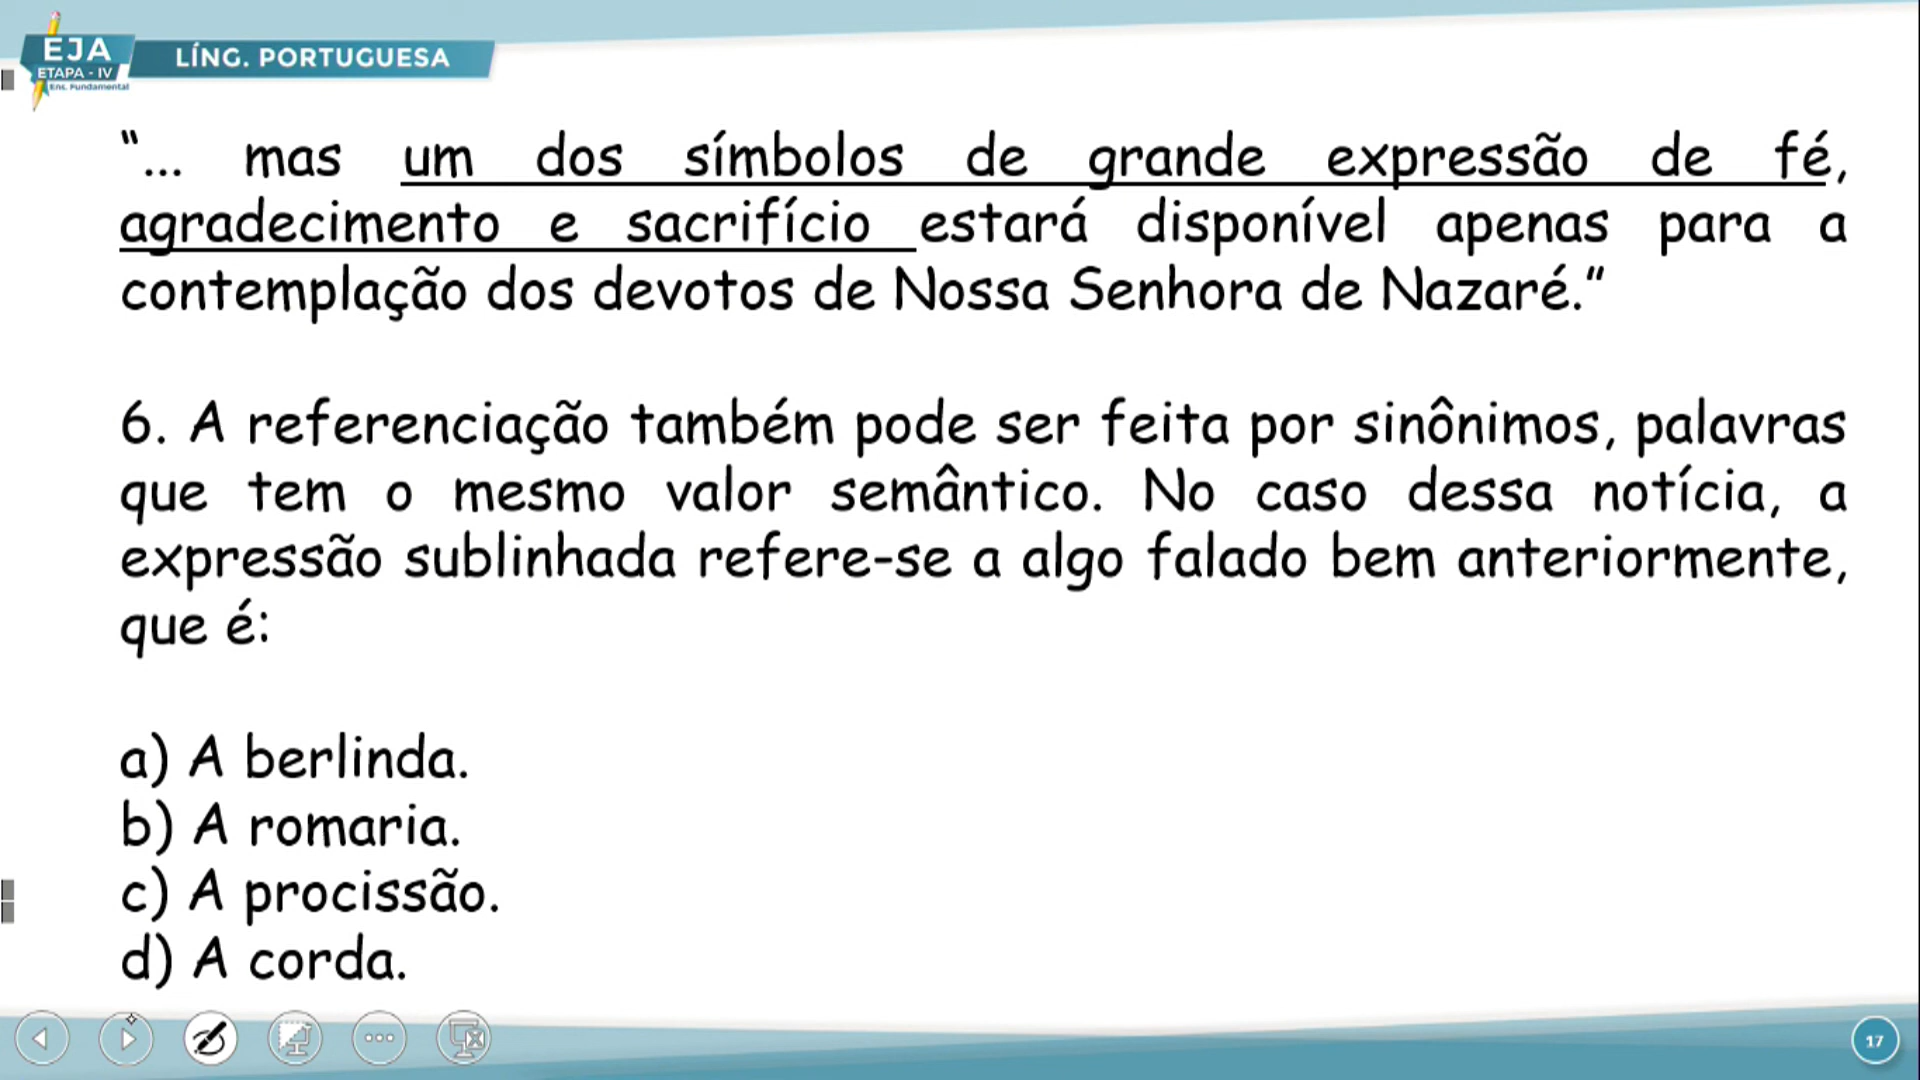 EJA
ETAPA - IV
Ens. Fundamental
LÍNG. PORTUGUESA
“... mas um dos símbolos de grande expressão de fé,
agradecimento e sacrifício estará disponível apenas para a
contemplação dos devotos de Nossa Senhora de Nazaré.”
6. A referenciação também pode ser feita por sinônimos, palavras
que tem o mesmo valor semântico. No caso dessa notícia, a
expressão sublinhada refere-se a algo falado bem anteriormente,
que é:
a) A berlinda.
b) A romaria.
c) A procissão.
d) A corda.
17